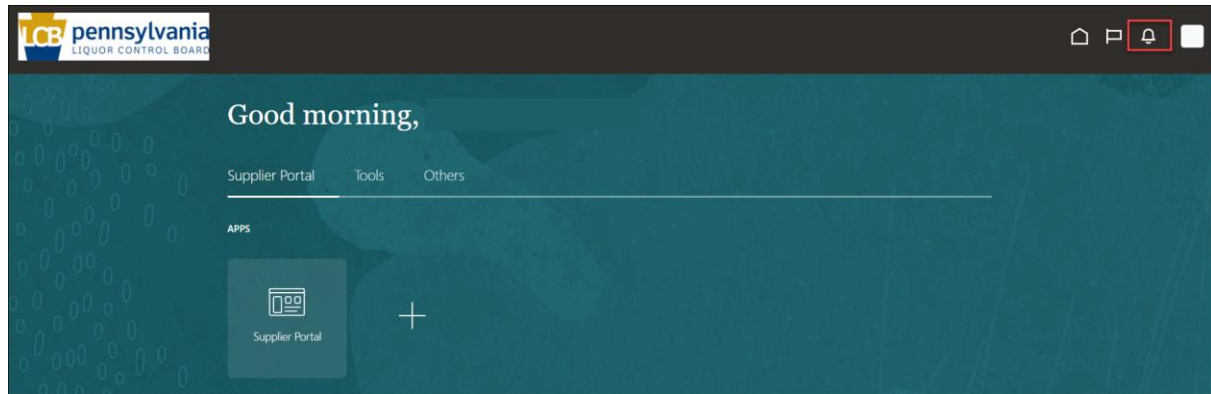 LCB pennsylvania
LIQUOR CONTROL BOARD
Good morning,
Supplier Portal Tools Others
APPS
Supplier Portal